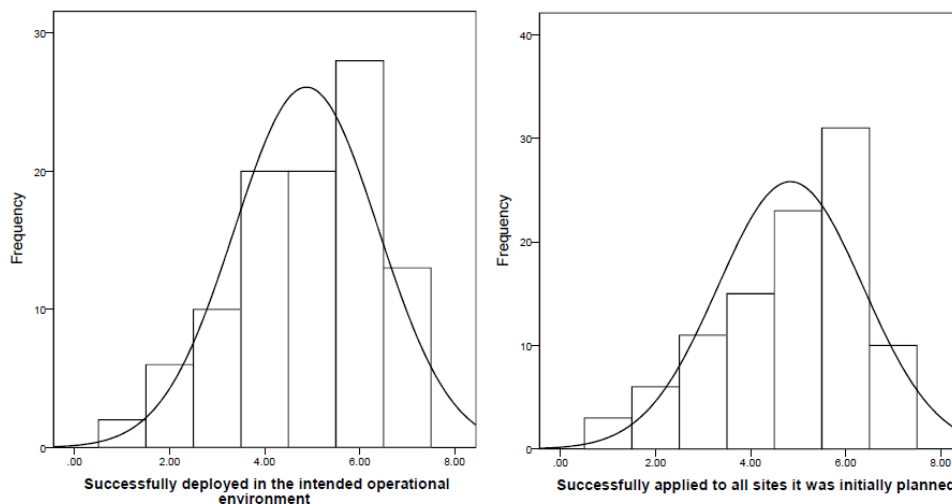 30
20
10
0
Frequency
.00 2.00 4.00 6.00 8.00
Successfully deployed in the intended operational
environment
40
30
20
10
0
Frequency
.00 2.00 4.00 6.00 8.00
Successfully applied to all sites it was initially planned